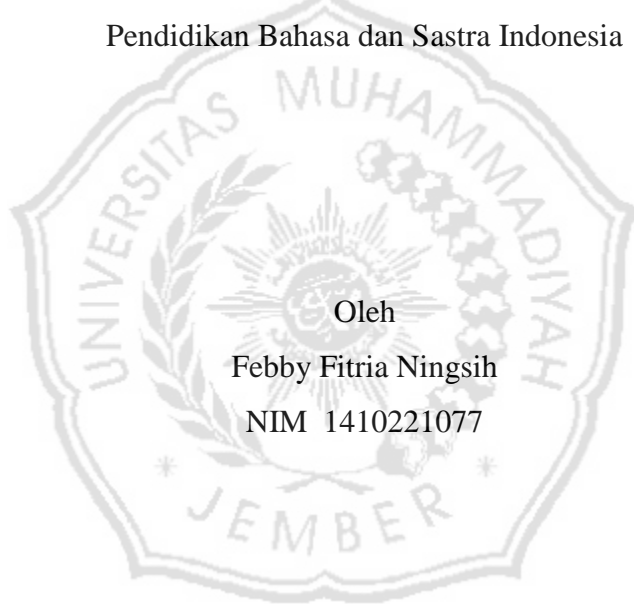 Pendidikan Bahasa dan Sastra Indonesia
UNIVERSITAS MUHAMMADIYAH
Oleh
Febby Fitria Ningsih
NIM 1410221077
* JEMBER *